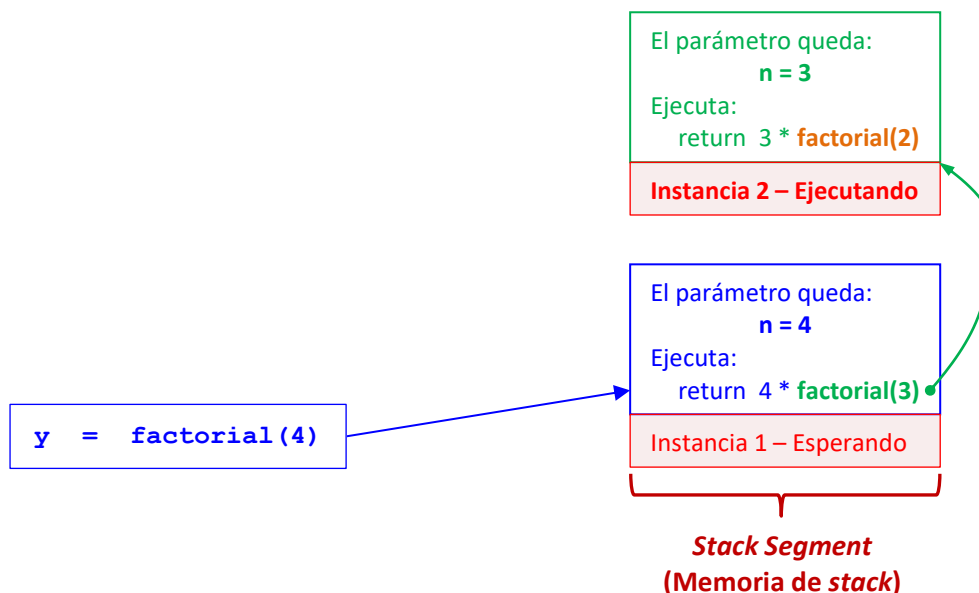 El parámetro queda:
n = 3
Ejecuta:
return 3 * factorial(2)
Instancia 2 – Ejecutando
El parámetro queda:
n = 4
Ejecuta:
return 4 * factorial(3)
y = factorial(4)
Instancia 1 – Esperando
Stack Segment
(Memoria de stack)